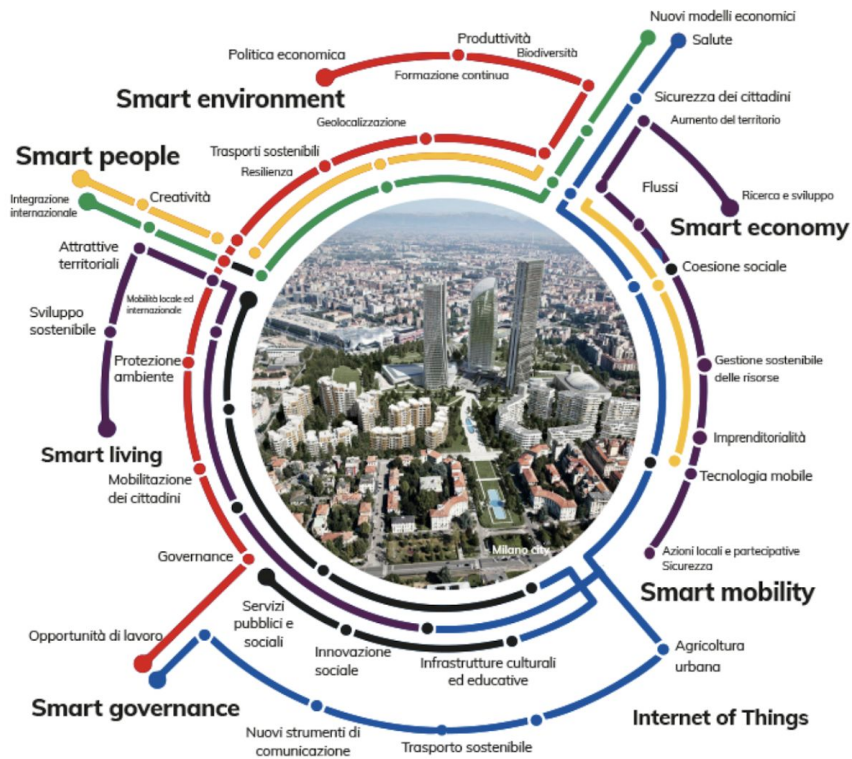 Nuovi modelli economici
Salute
Politica economica
Produttività
Biodiversità
Formazione continua
Smart environment
Sicurezza dei cittadini
Aumento del territorio
Geolocalizzazione
Smart people
Trasporti sostenibili
Resilienza
Flussi
Creatività
Integrazione
internazionale
Ricerca e sviluppo
Smart economy
Attrattive
territoriali
Coesione sociale
Mobilità locale ed
internazionale
Sviluppo
sostenibile
Protezione
ambiente
Gestione sostenibile
delle risorse
Smart living
Imprenditorialità
Mobilitazione
dei cittadini
Tecnologia mobile
Governance
Milano city
Azioni locali e partecipative
Sicurezza
Smart mobility
Servizi
pubblici e
sociali
Opportunità di lavoro
Innovazione
sociale
Infrastrutture culturali
ed educative
Agricoltura
urbana
Smart governance
Internet of Things
Nuovi strumenti di
comunicazione
Trasporto sostenibile